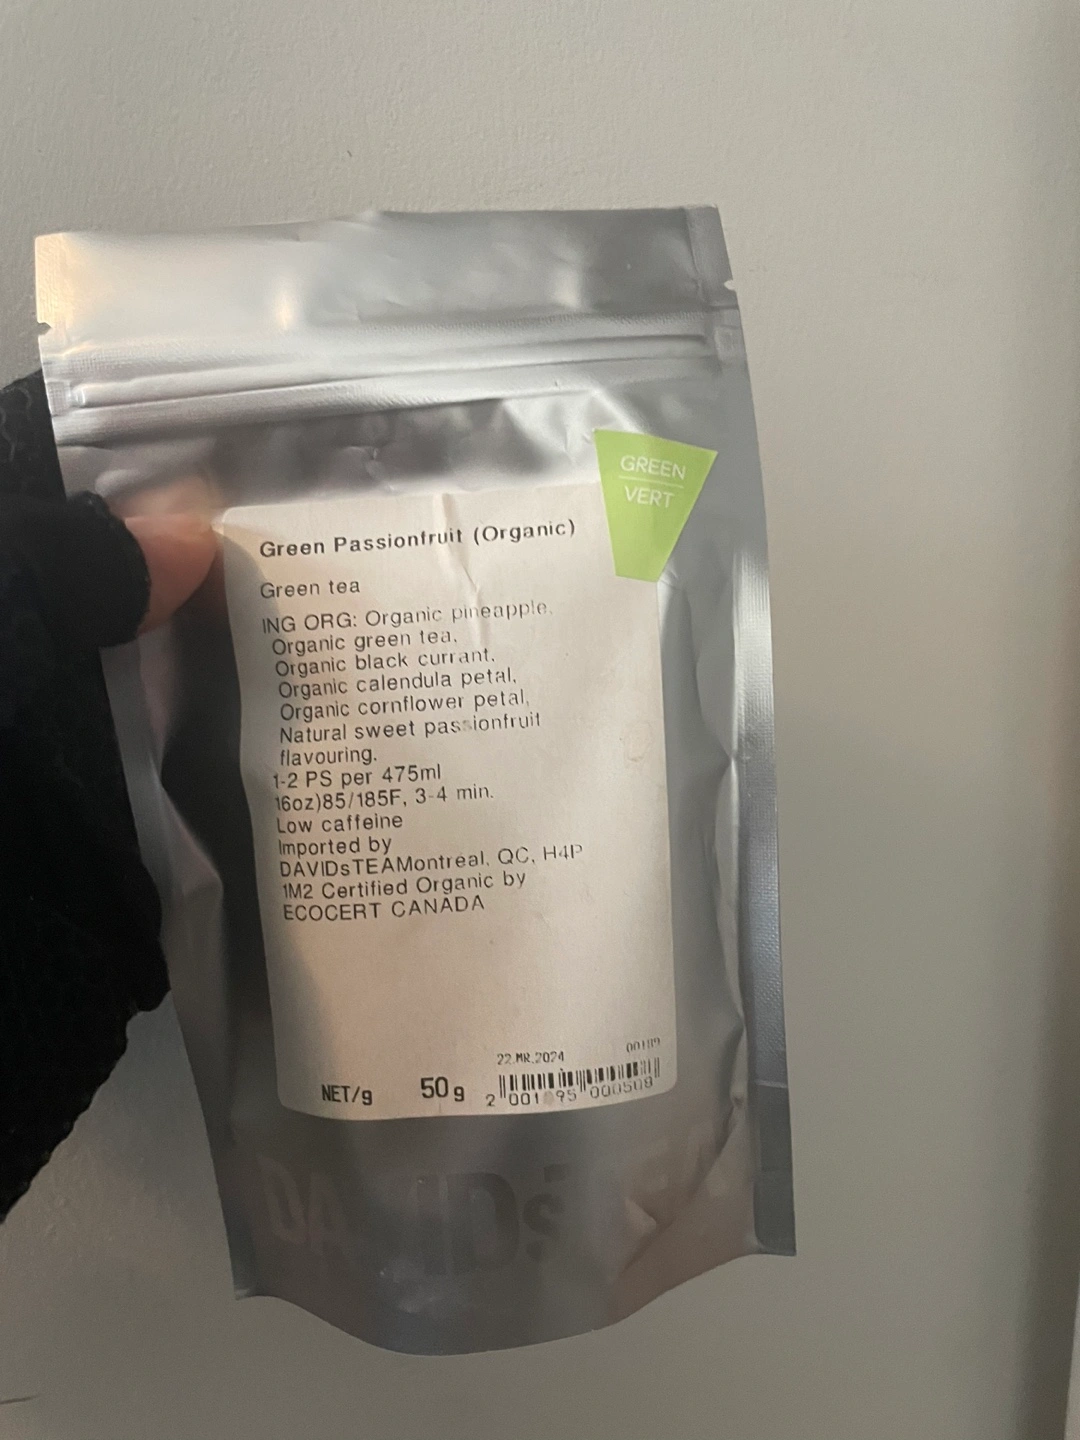 GREEN
VERT
Green Passionfruit (Organic)
Green tea
ING ORG: Organic pineapple,
Organic green tea,
Organic black currant,
Organic calendula petal,
Organic cornflower petal,
Natural sweet passionfruit
flavouring.
1-2 PS per 475ml
16oz)85/185F, 3-4 min.
Low caffeine
Imported by
DAVIDsTEAMontreal, QC, H4P
1M2 Certified Organic by
ECOCERT CANADA
22.MR.2024
NET/g 50 g
DAVIDs